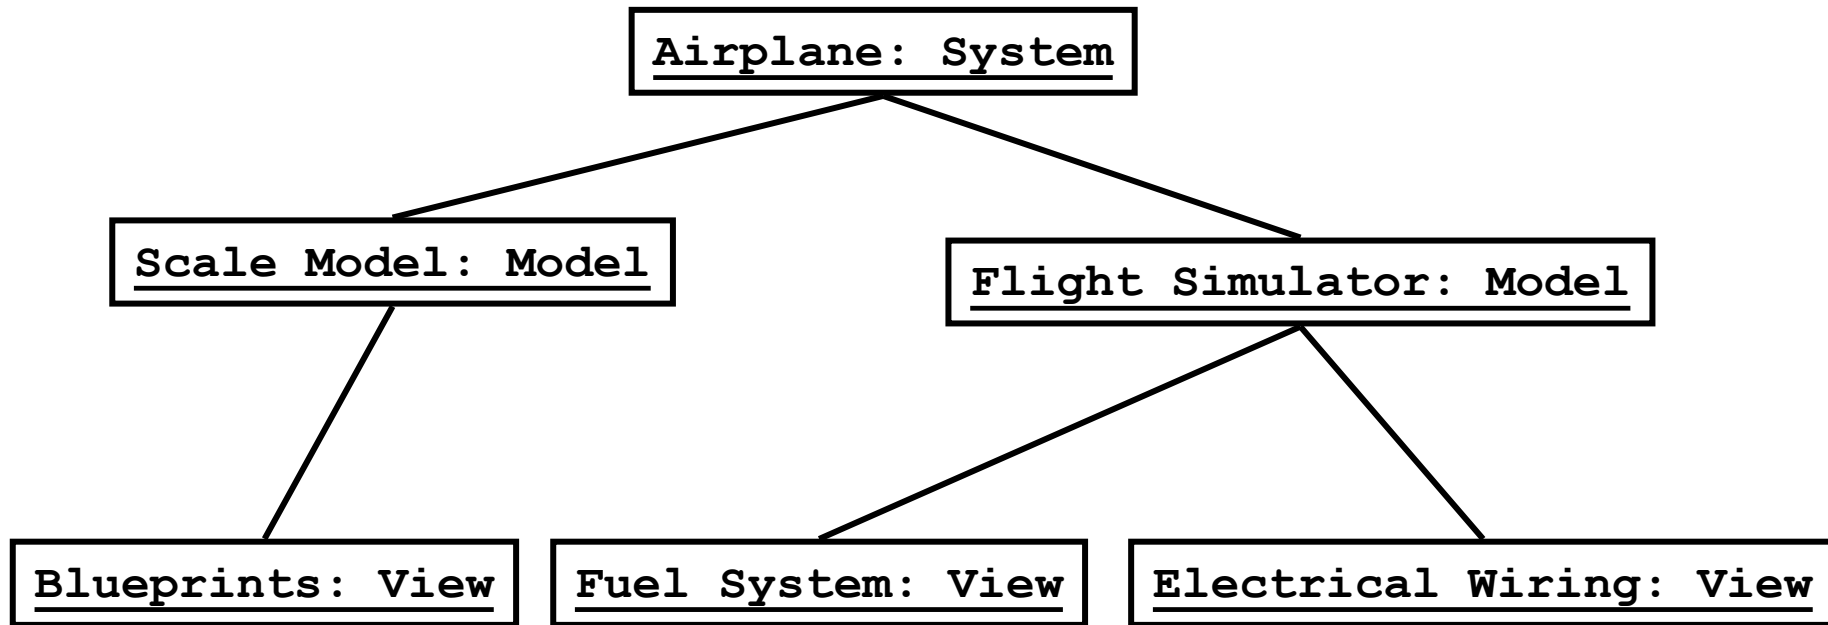 Airplane: System
Scale Model: Model
Flight Simulator: Model
Blueprints: View
Fuel System: View
Electrical Wiring: View